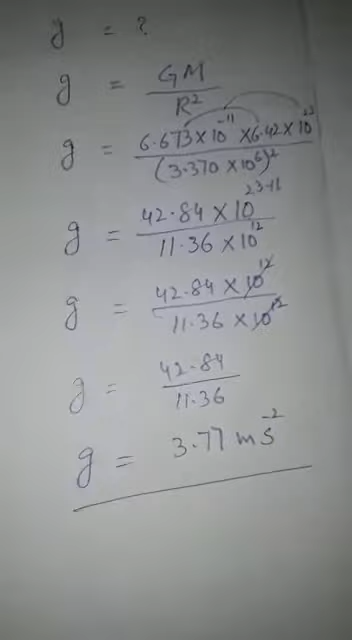 g = ?
g = GM / R²
g = 6.673 × 10⁻¹¹ × 6.42 × 10²³ / (3.370 × 10⁶)²
g = 42.84 × 10²³⁻¹¹ / 11.36 × 10¹²
g = 42.84 × 10¹² / 11.36 × 10¹²
g = 42.84 / 11.36
g = 3.77 ms⁻²